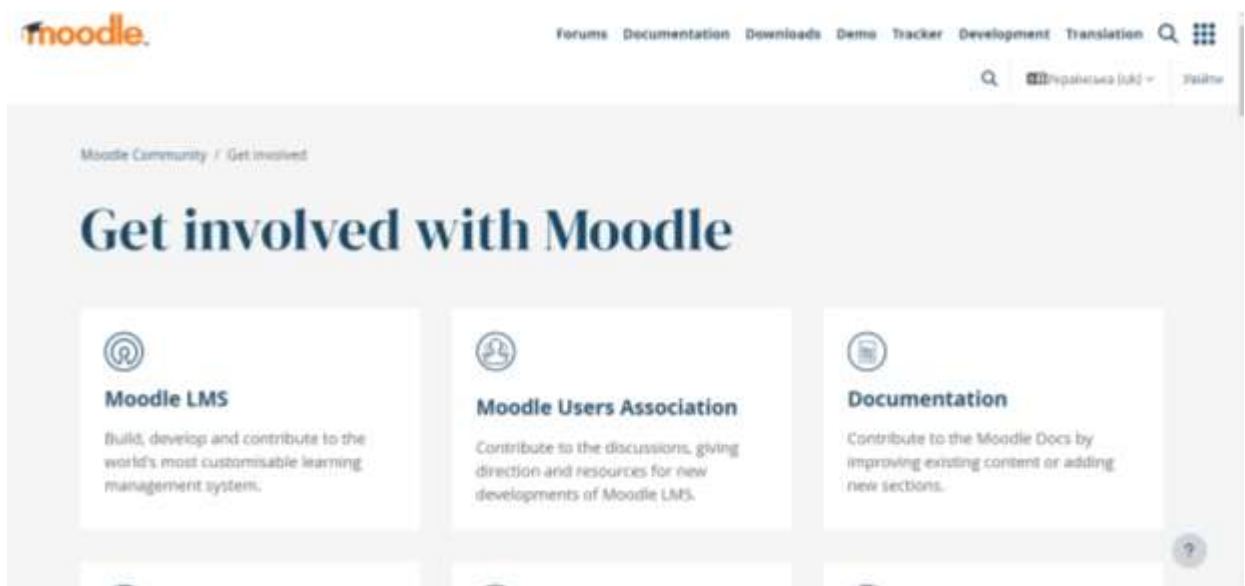 moodle.
Forums Documentation Downloads Demo Tracker Development Translation
Українська (uk)
Увійти
Moodle Community / Get involved
Get involved with Moodle
Moodle LMS
Build, develop and contribute to the
world's most customisable learning
management system.
Moodle Users Association
Contribute to the discussions, giving
direction and resources for new
developments of Moodle LMS.
Documentation
Contribute to the Moodle Docs by
improving existing content or adding
new sections.
?